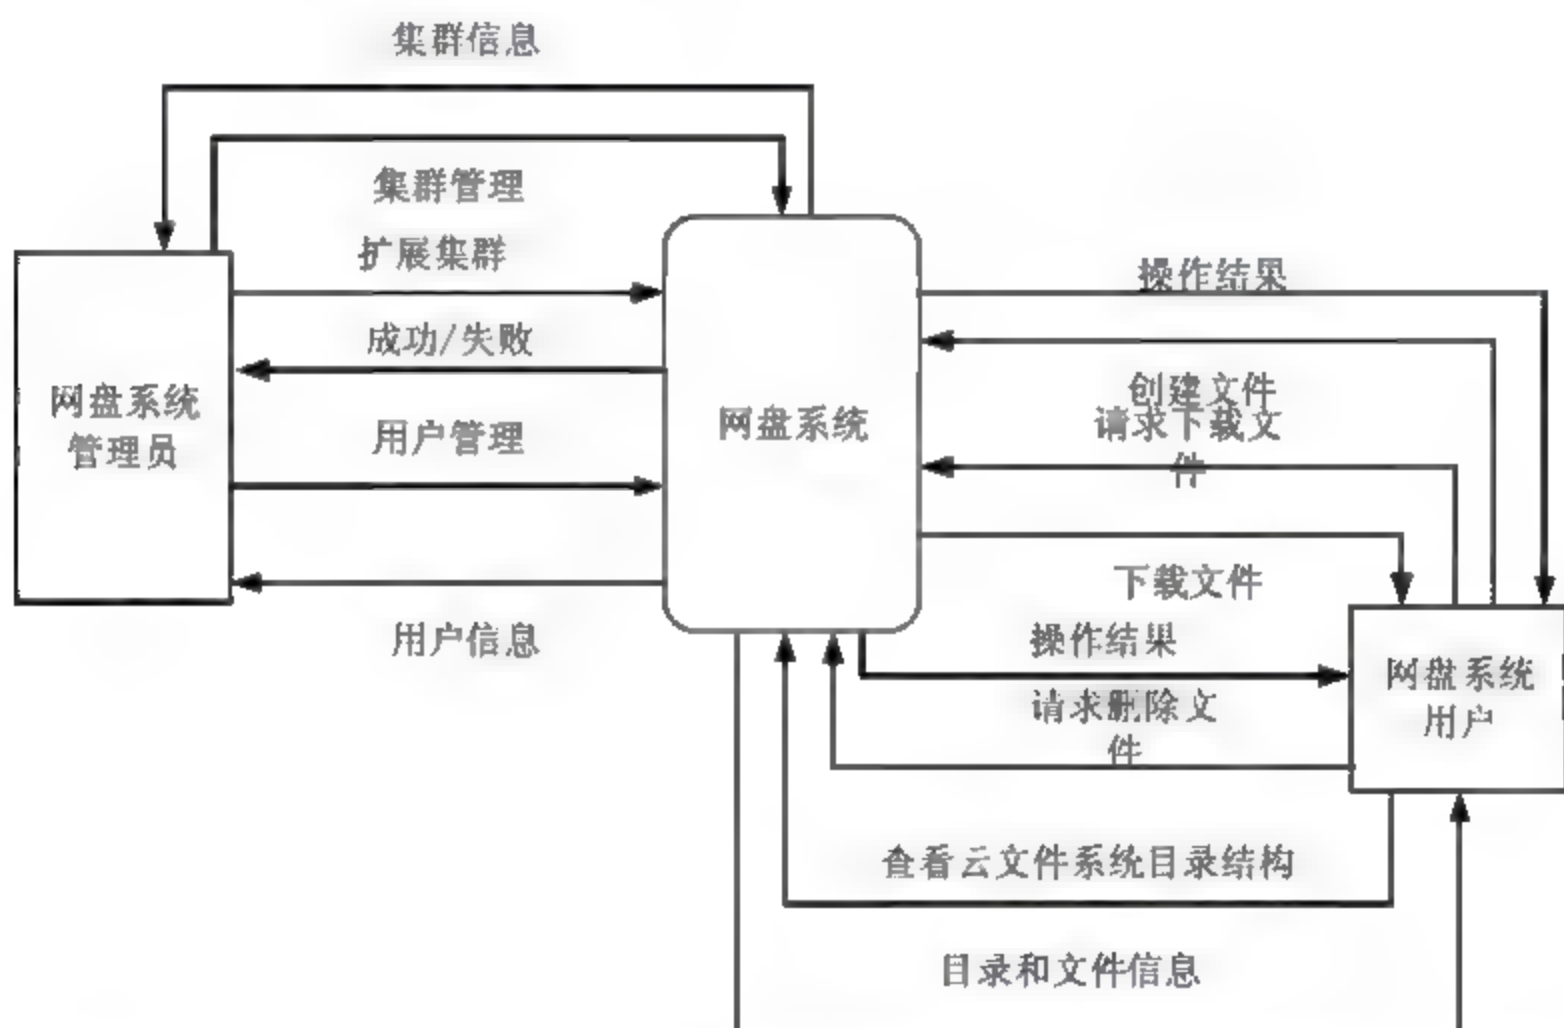 集群信息
集群管理
扩展集群
成功/失败
用户管理
用户信息
网盘系统
管理员
网盘系统
操作结果
创建文件
请求下载文
件
下载文件
操作结果
请求删除文
件
网盘系统
用户
查看云文件系统目录结构
目录和文件信息